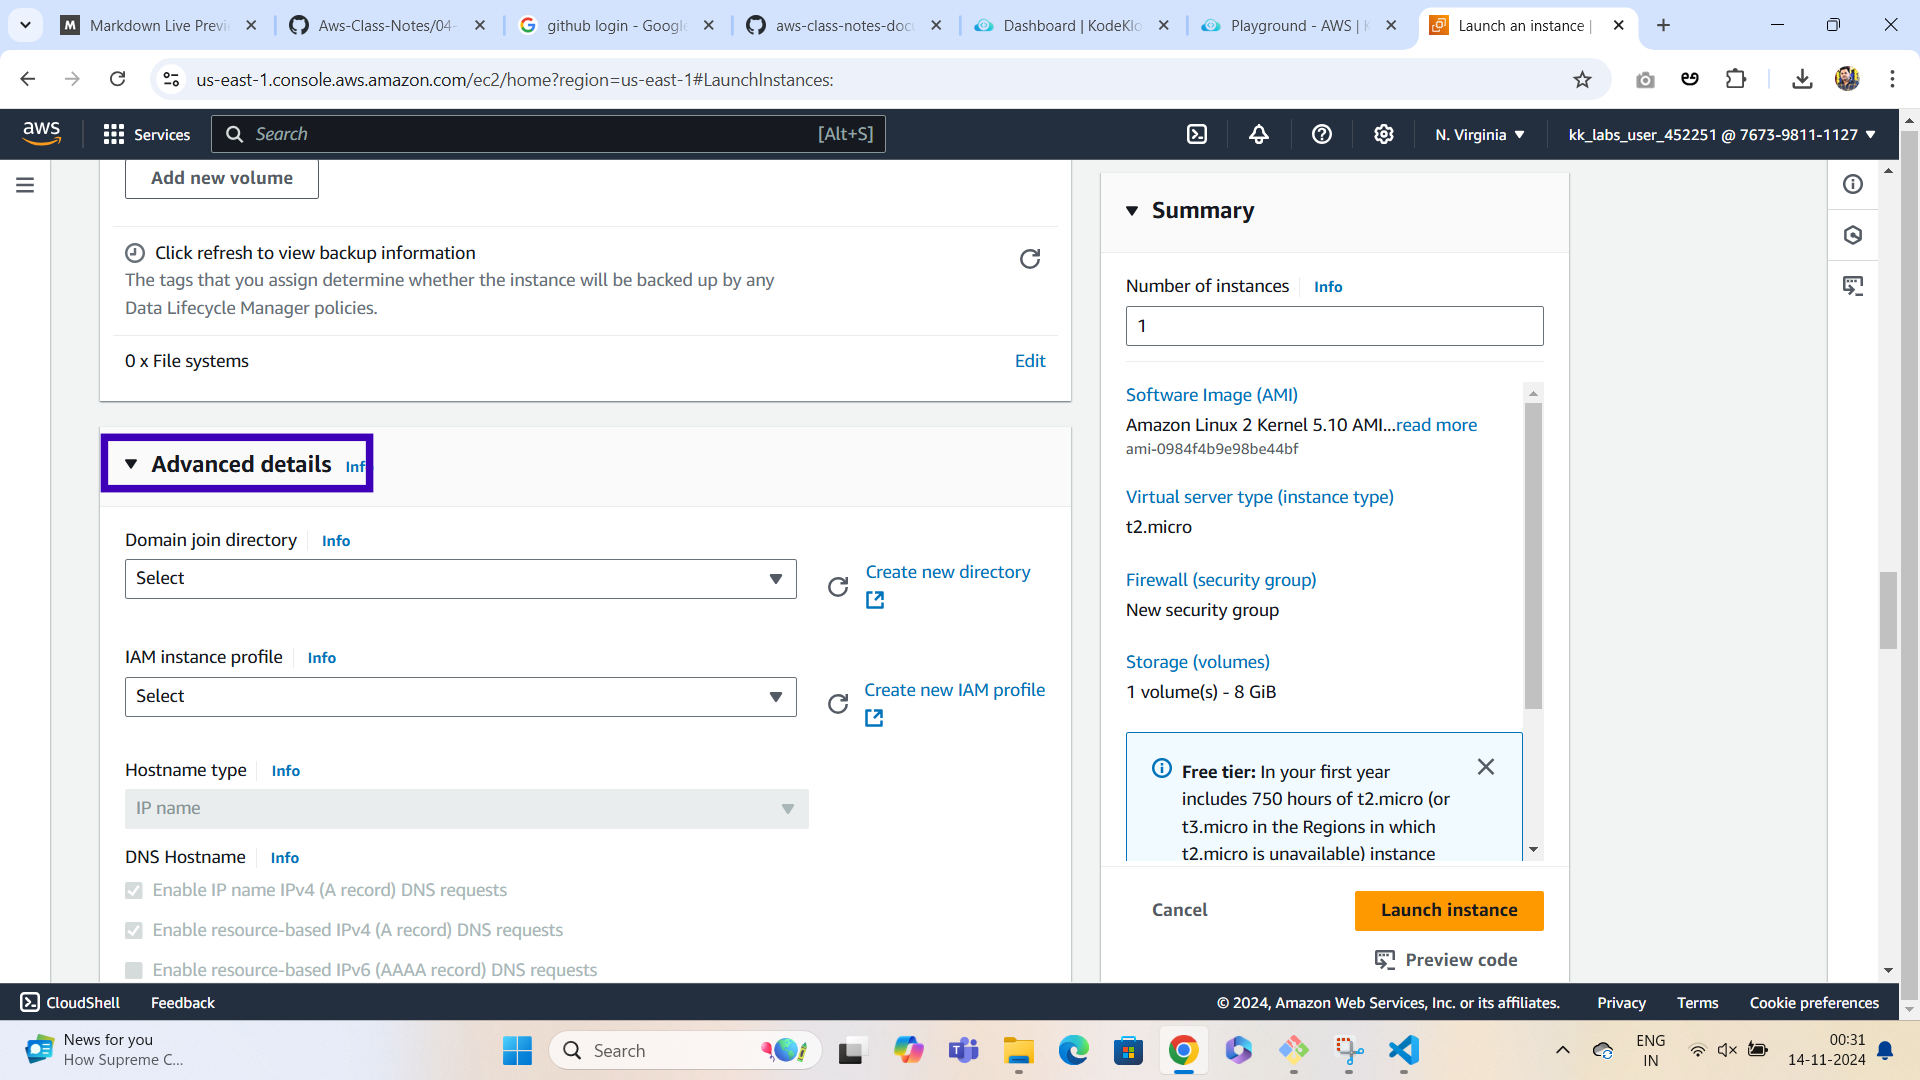 Markdown Live Previ
Aws-Class-Notes/04-
github login - Google
aws-class-notes-docu
Dashboard | KodeKlo
Playground - AWS | K
Launch an instance |
us-east-1.console.aws.amazon.com/ec2/home?region=us-east-1#LaunchInstances:
aws
Services
Search
[Alt+S]
N. Virginia
kk_labs_user_452251 @ 7673-9811-1127
Add new volume
Click refresh to view backup information
The tags that you assign determine whether the instance will be backed up by any
Data Lifecycle Manager policies.
0 x File systems
Edit
Advanced details Inf
Domain join directory Info
Select
Create new directory
IAM instance profile Info
Select
Create new IAM profile
Hostname type Info
IP name
DNS Hostname Info
Enable IP name IPv4 (A record) DNS requests
Enable resource-based IPv4 (A record) DNS requests
Enable resource-based IPv6 (AAAA record) DNS requests
Summary
Number of instances Info
1
Software Image (AMI)
Amazon Linux 2 Kernel 5.10 AMI...read more
ami-0984f4b9e98be44bf
Virtual server type (instance type)
t2.micro
Firewall (security group)
New security group
Storage (volumes)
1 volume(s) - 8 GiB
Free tier: In your first year
includes 750 hours of t2.micro (or
t3.micro in the Regions in which
t2.micro is unavailable) instance
Cancel
Launch instance
Preview code
CloudShell
Feedback
© 2024, Amazon Web Services, Inc. or its affiliates.
Privacy
Terms
Cookie preferences
News for you
How Supreme C...
Search
ENG
IN
00:31
14-11-2024